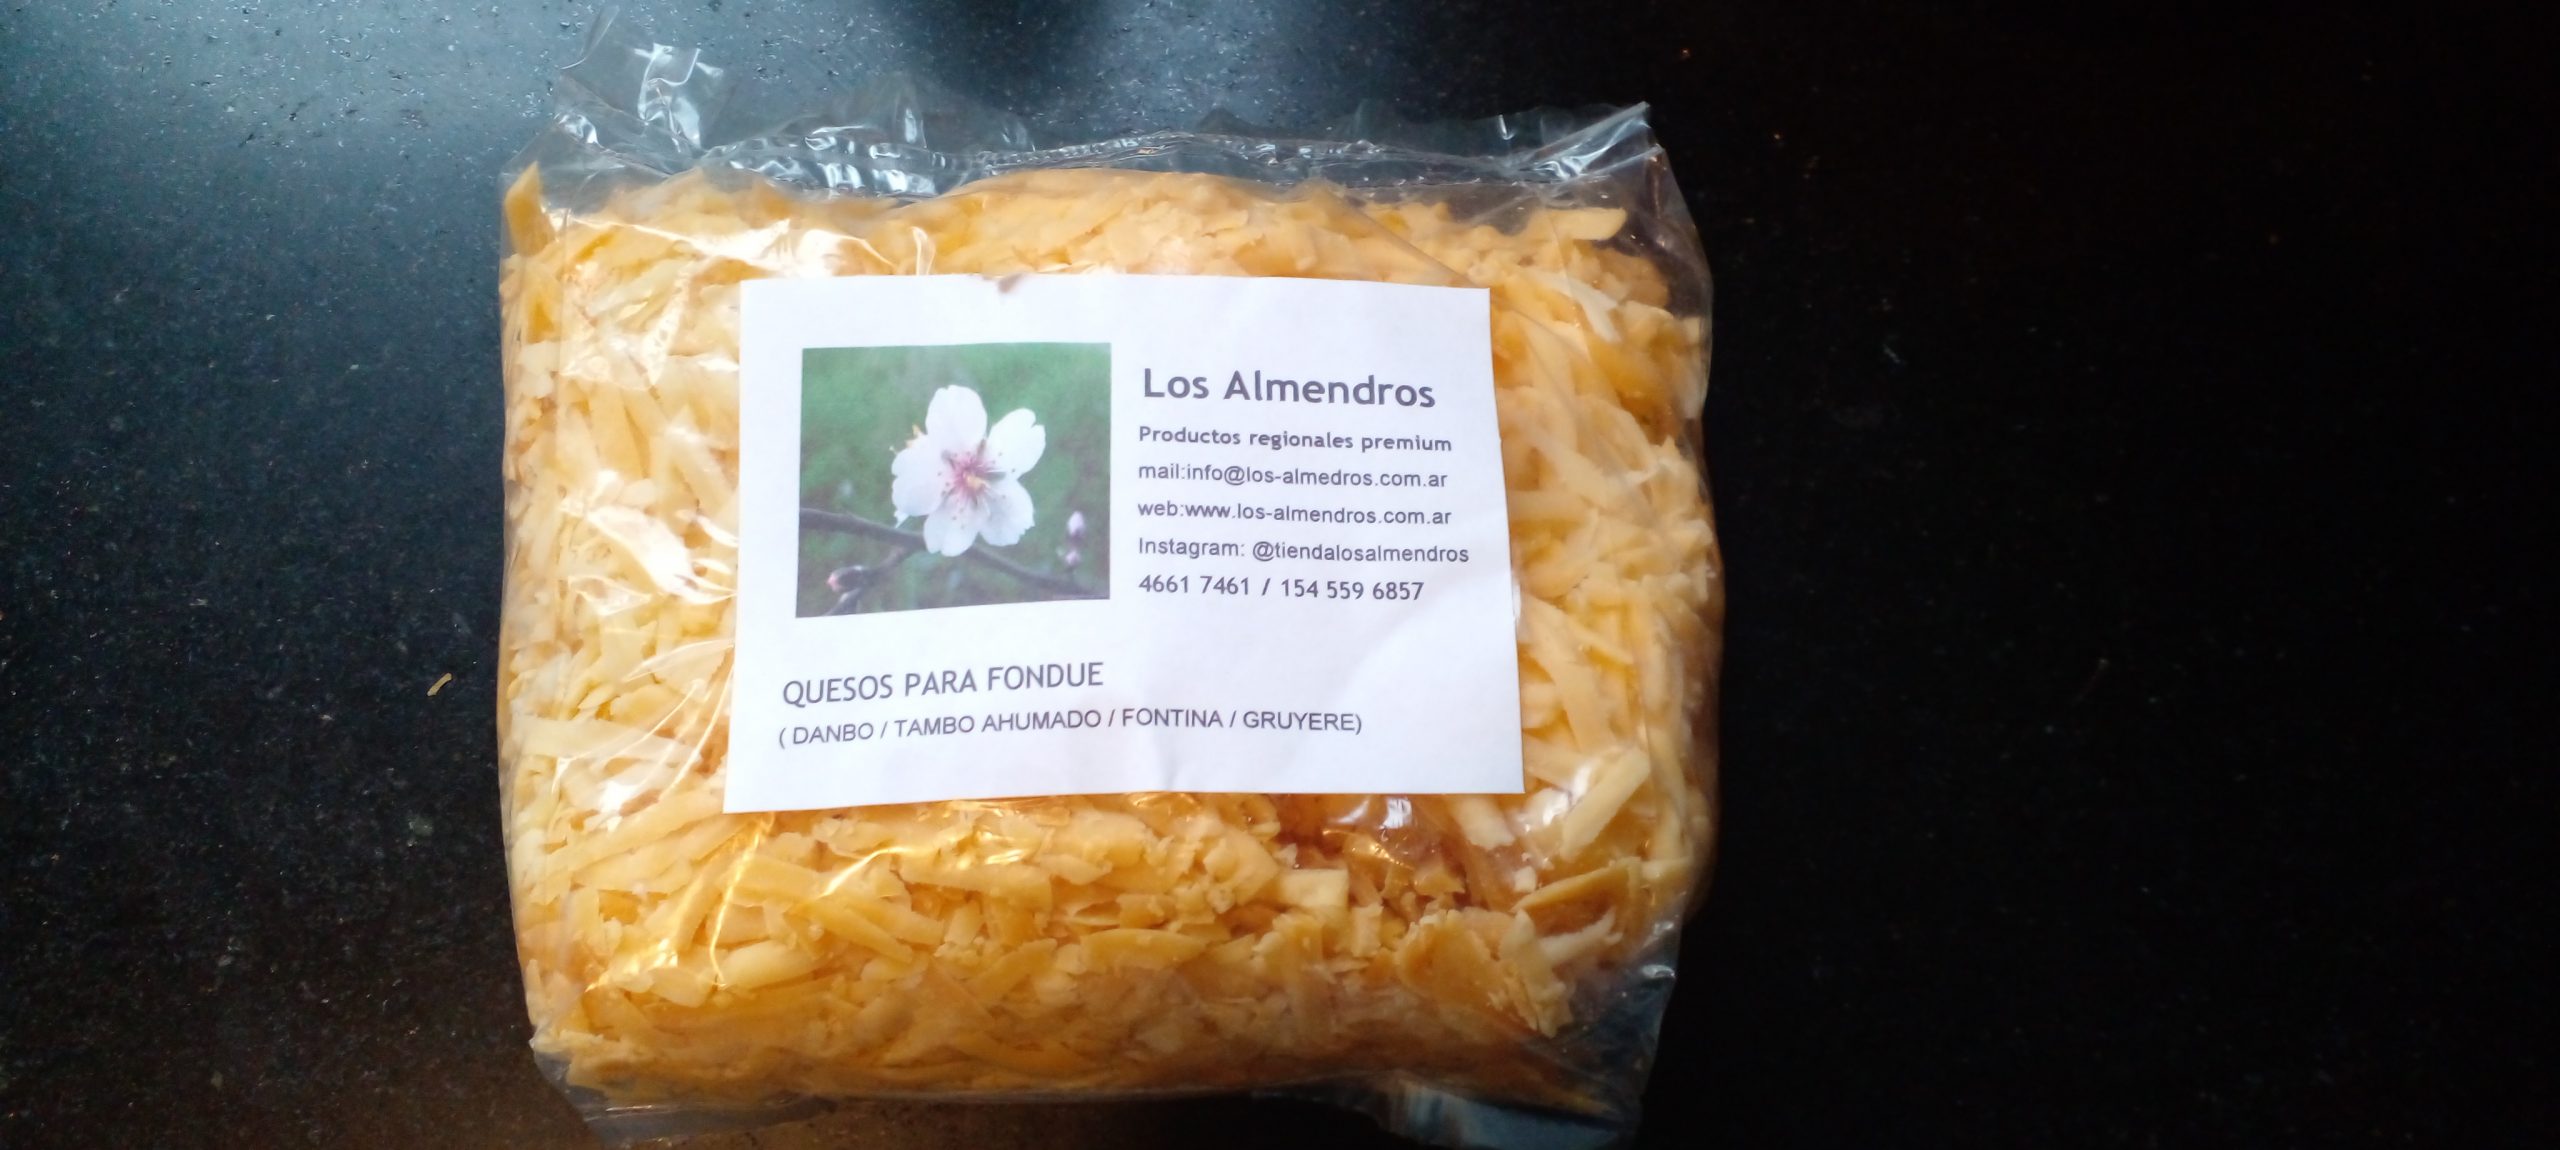 Los Almendros
Productos regionales premium
mail:info@los-almedros.com.ar
web:www.los-almendros.com.ar
Instagram: @tiendalosalmendros
4661 7461 / 154 559 6857
QUESOS PARA FONDUE
( DANBO / TAMBO AHUMADO / FONTINA / GRUYERE)